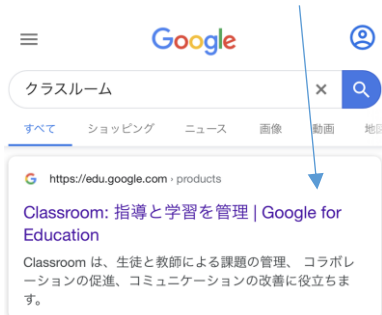 Google
クラスルーム
すべて ショッピング ニュース 画像 動画
https://edu.google.com › products
Classroom: 指導と学習を管理 | Google for
Education
Classroom は、生徒と教師による課題の管理、 コラボレ
ーションの促進、コミュニケーションの改善に役立ちま
す。